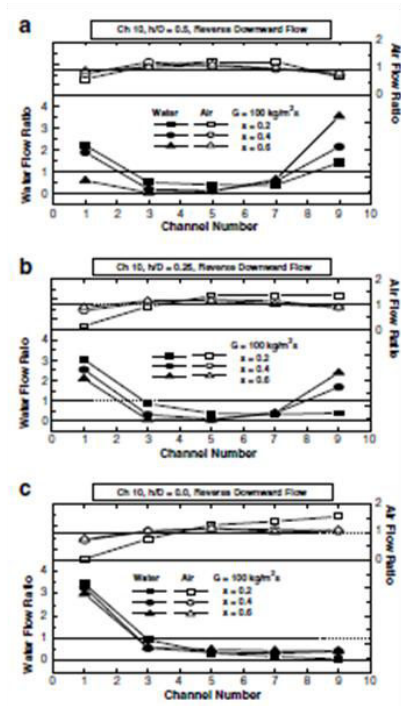 a
Ch 10, h/D = 0.5, Reverse Downward Flow
2
1
0
Air Flow Ratio
4
3
2
1
0
Water Flow Ratio
Water Air G = 100 kg/m²s
x = 0.2
x = 0.4
x = 0.6
0 1 2 3 4 5 6 7 8 9 10
Channel Number
b
Ch 10, h/D = 0.25, Reverse Downward Flow
2
1
0
Air Flow Ratio
4
3
2
1
0
Water Flow Ratio
G = 100 kg/m²s
x = 0.2
x = 0.4
x = 0.6
0 1 2 3 4 5 6 7 8 9 10
Channel Number
c
Ch 10, h/D = 0.0, Reverse Downward Flow
2
1
0
Air Flow Ratio
4
3
2
1
0
Water Flow Ratio
Water Air G = 100 kg/m²s
x = 0.2
x = 0.4
x = 0.6
0 1 2 3 4 5 6 7 8 9 10
Channel Number